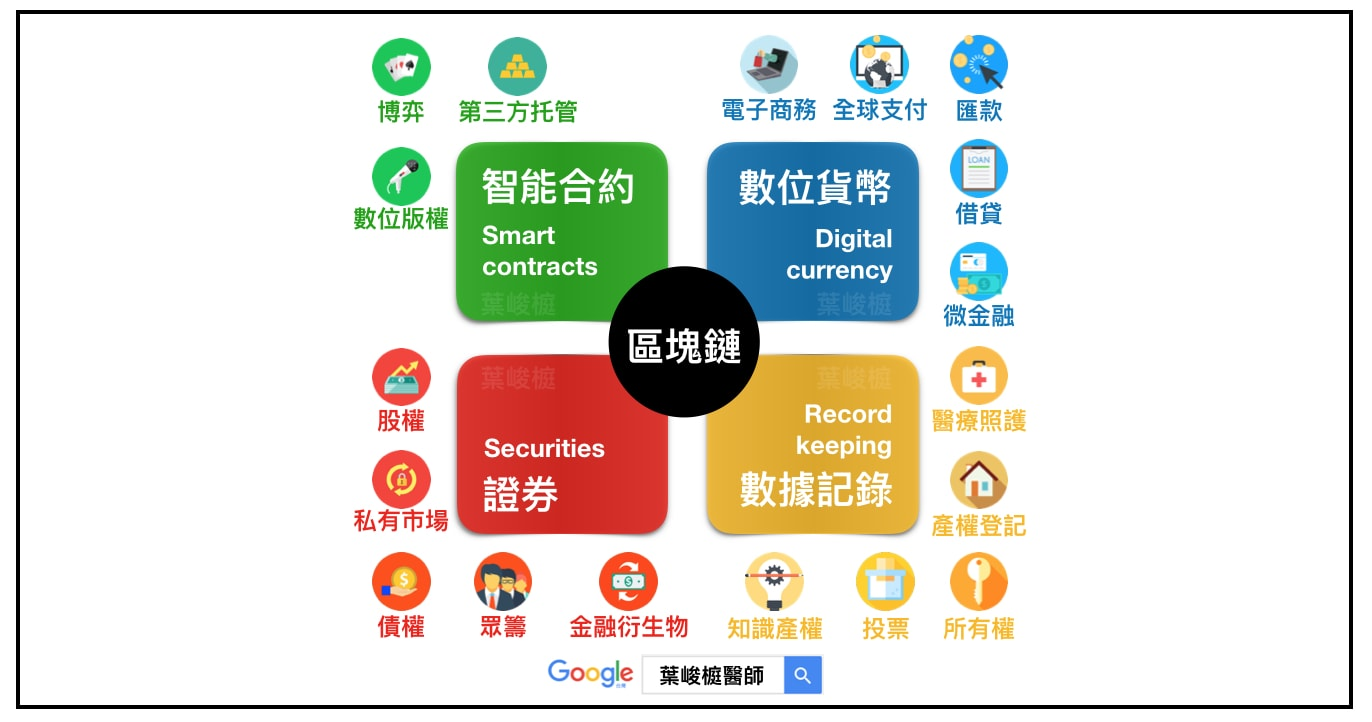 博弈
第三方托管
電子商務
全球支付
匯款
數位版權
智能合約
Smart
contracts
葉峻榳
數位貨幣
Digital
currency
葉峻榳
LOAN
借貸
微金融
區塊鏈
股權
私有市場
葉峻榳
Securities
證券
葉峻榳
Record
keeping
數據記錄
醫療照護
產權登記
債權
眾籌
金融衍生物
知識產權
投票
所有權
Google
葉峻榳醫師